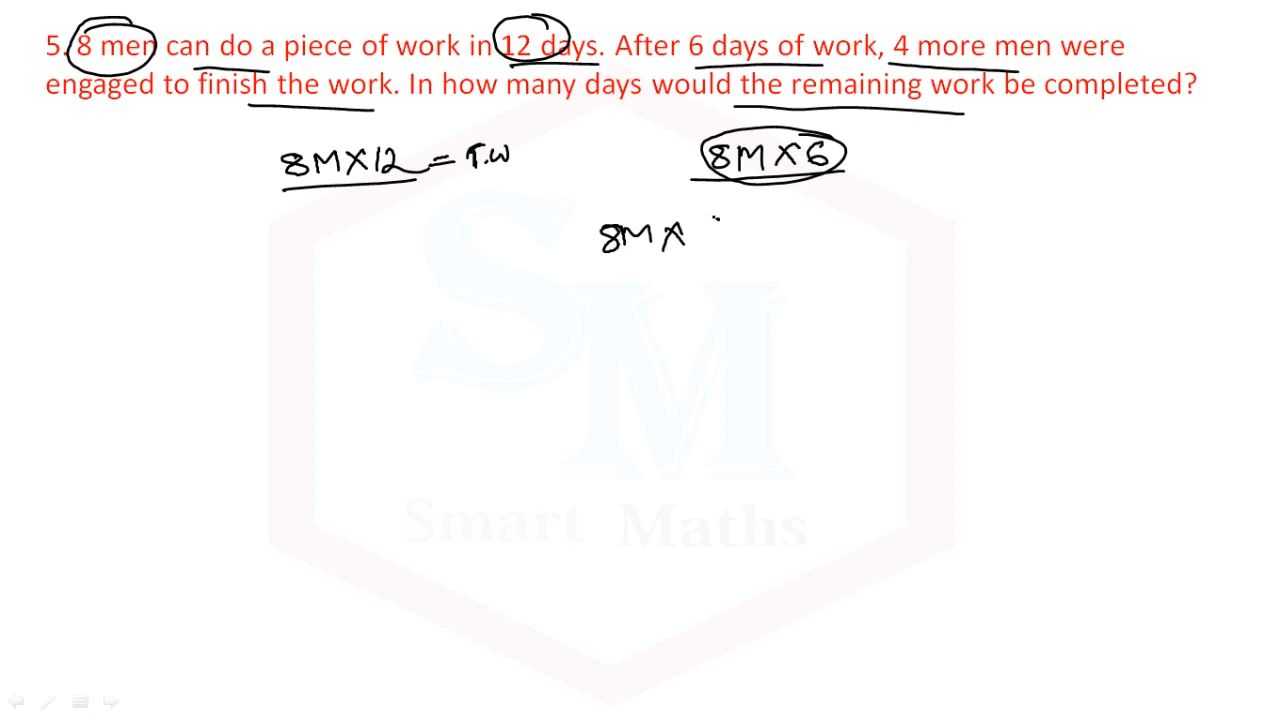 5. 8 men can do a piece of work in 12 days. After 6 days of work, 4 more men were
engaged to finish the work. In how many days would the remaining work be completed?
8M×12 = T.W
8M×6
8M×
SM
Smart Maths